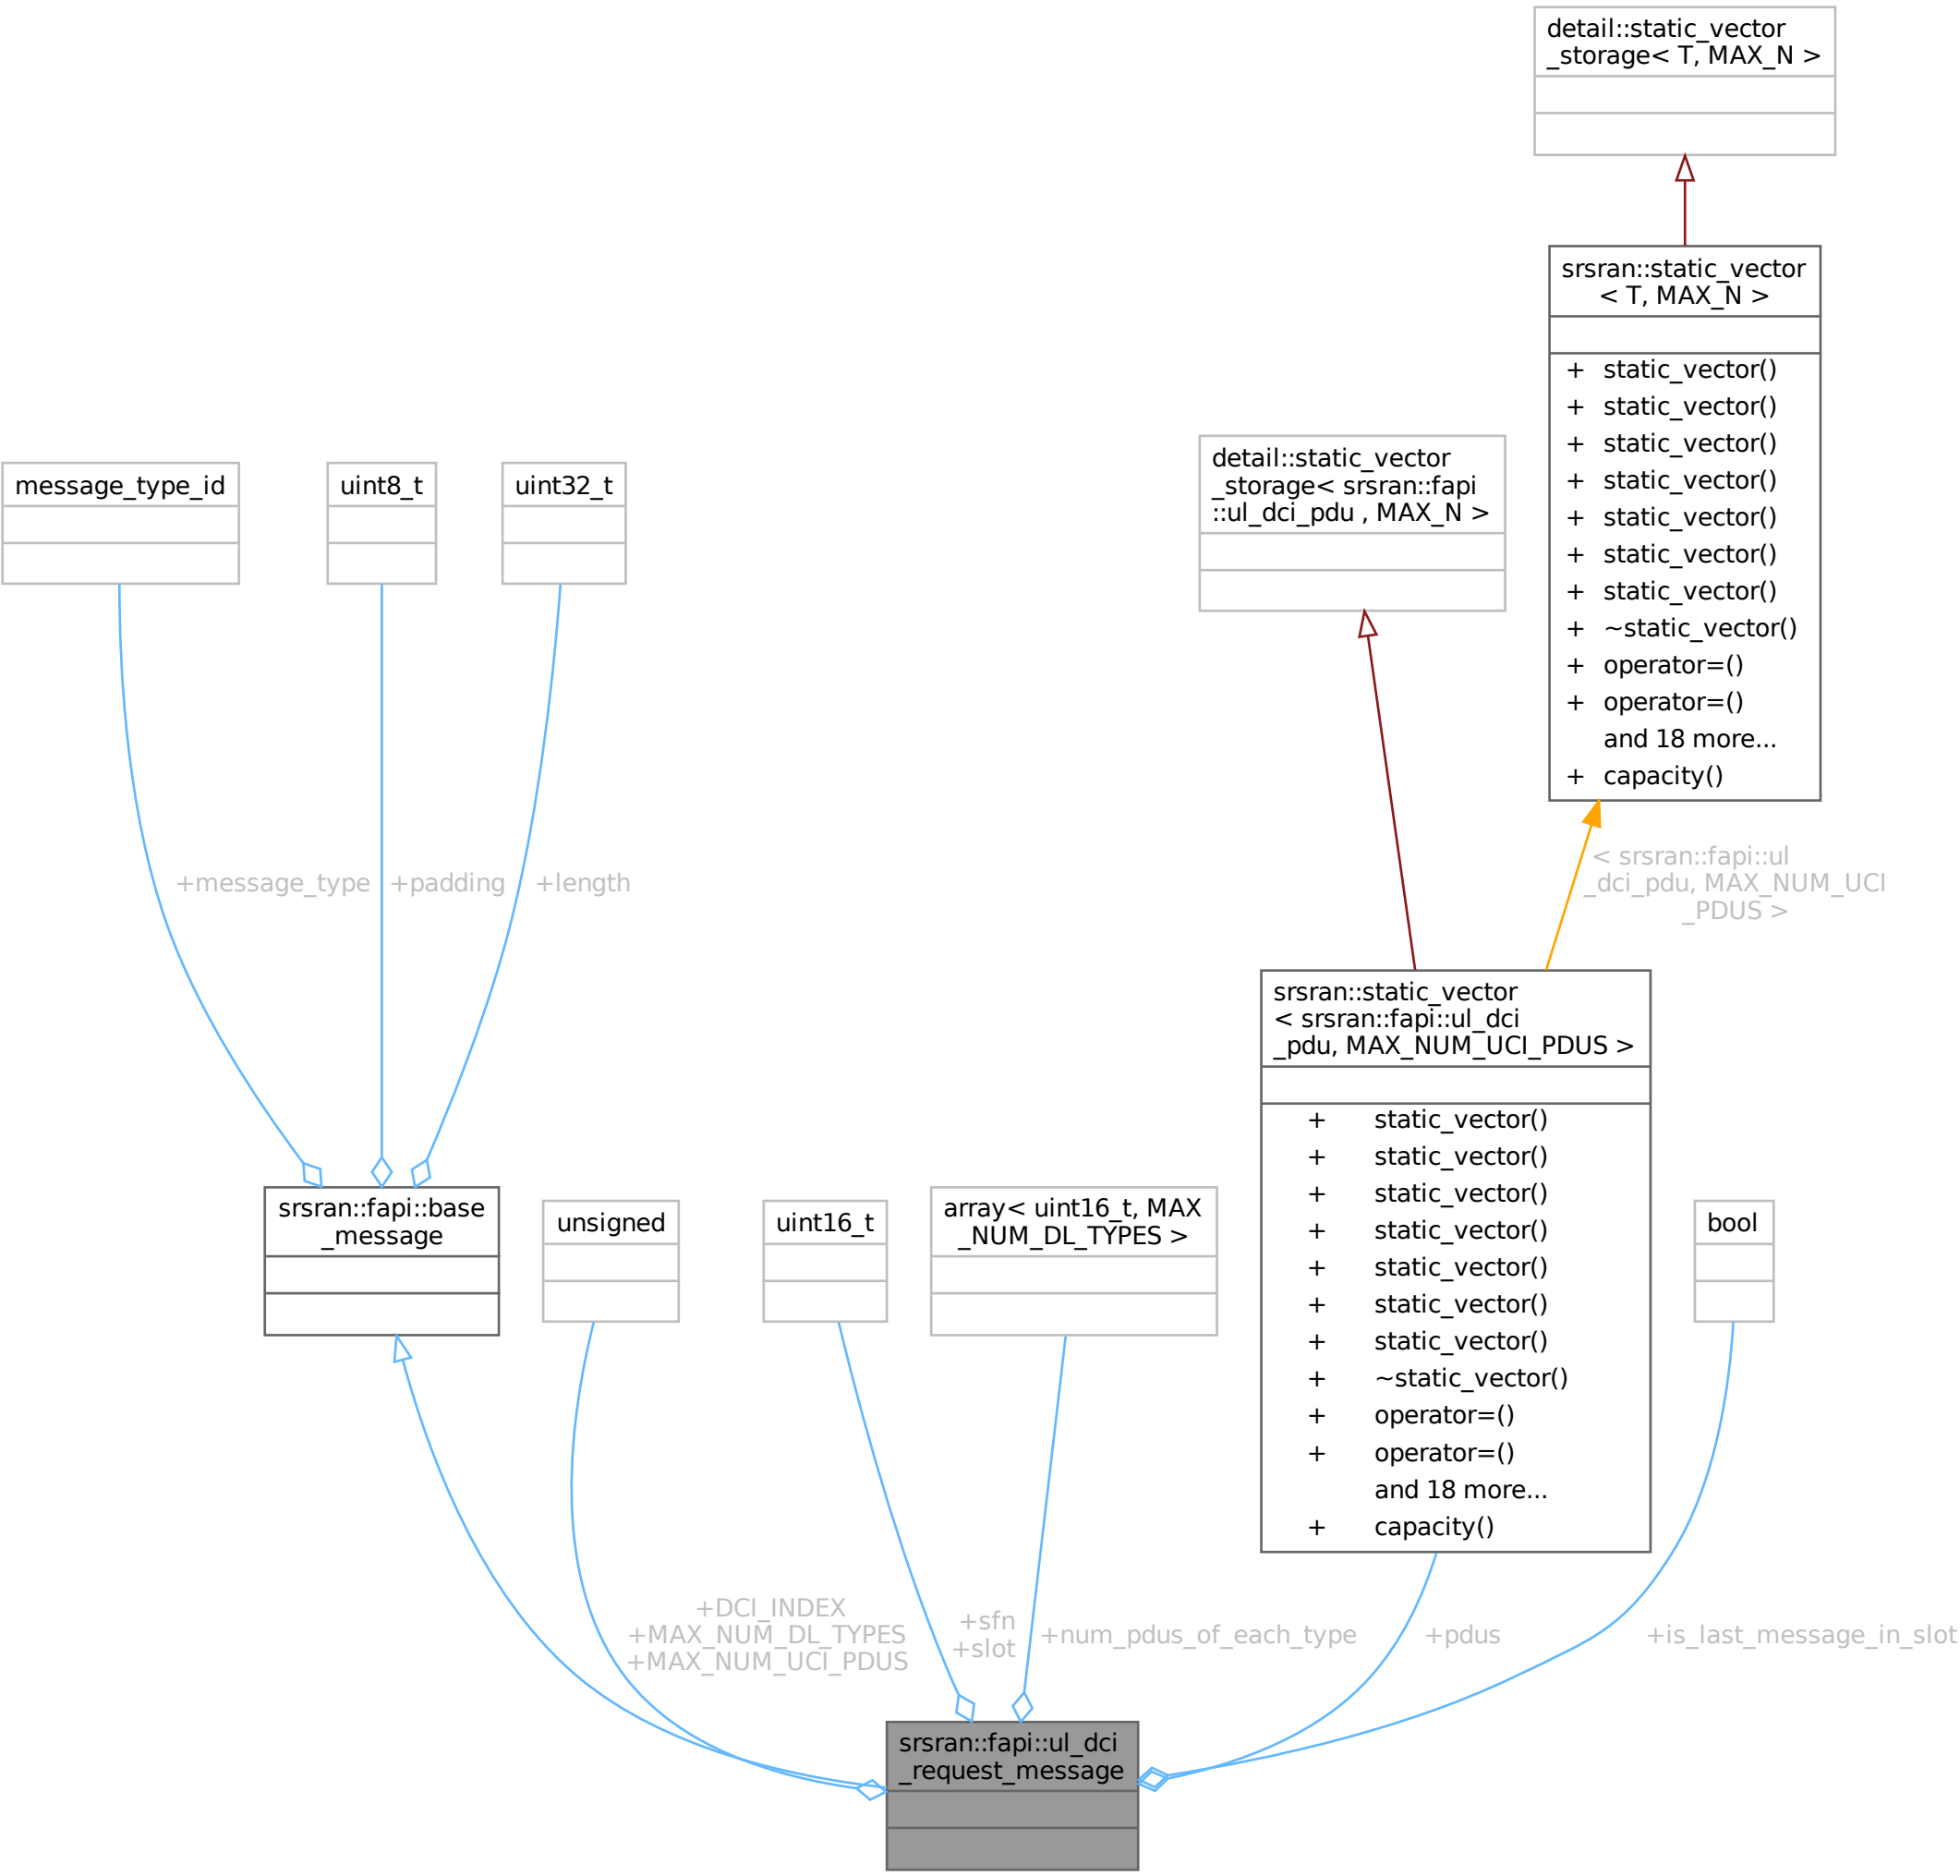 detail::static_vector
_storage< T, MAX_N >
srsran::static_vector
< T, MAX_N >
+ static_vector()
+ static_vector()
+ static_vector()
+ static_vector()
+ static_vector()
+ static_vector()
+ static_vector()
+ ~static_vector()
+ operator=()
+ operator=()
and 18 more...
+ capacity()
detail::static_vector
_storage< srsran::fapi
::ul_dci_pdu , MAX_N >
message_type_id
uint8_t
uint32_t
+message_type
+padding
+length
< srsran::fapi::ul
_dci_pdu, MAX_NUM_UCI
_PDUS >
srsran::static_vector
< srsran::fapi::ul_dci
_pdu, MAX_NUM_UCI_PDUS >
+ static_vector()
+ static_vector()
+ static_vector()
+ static_vector()
+ static_vector()
+ static_vector()
+ static_vector()
+ ~static_vector()
+ operator=()
+ operator=()
and 18 more...
+ capacity()
srsran::fapi::base
_message
unsigned
uint16_t
array< uint16_t, MAX
_NUM_DL_TYPES >
bool
+DCI_INDEX
+MAX_NUM_DL_TYPES
+MAX_NUM_UCI_PDUS
+sfn
+slot
+num_pdus_of_each_type
+pdus
+is_last_message_in_slot
srsran::fapi::ul_dci
_request_message